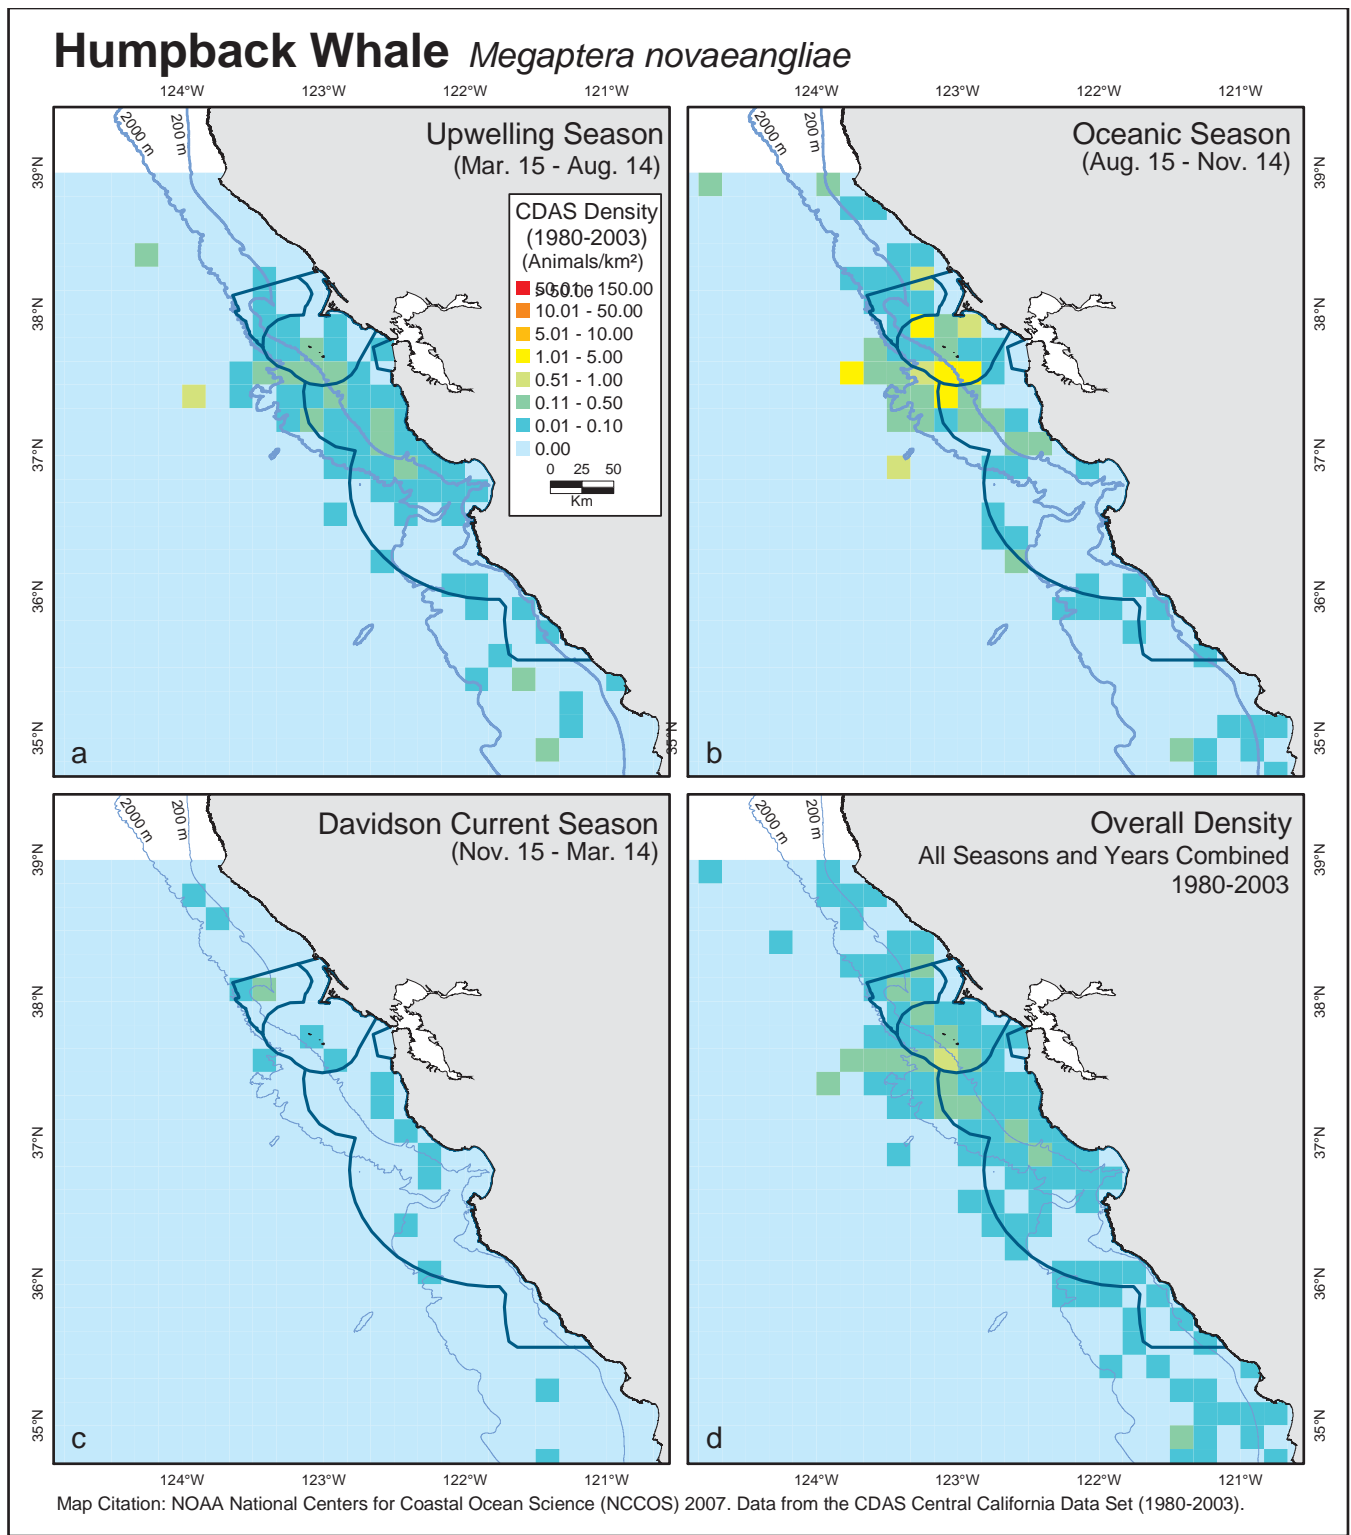 Humpback Whale Megaptera novaeangliae
124°W 123°W 122°W 121°W 124°W 123°W 122°W 121°W
2000 m
200 m
Upwelling Season
(Mar. 15 - Aug. 14)
CDAS Density
(1980-2003)
(Animals/km²)
50.01 - 150.00
> 50.00
10.01 - 50.00
5.01 - 10.00
1.01 - 5.00
0.51 - 1.00
0.11 - 0.50
0.01 - 0.10
0.00
0 25 50
Km
39°N
38°N
37°N
36°N
35°N
a
2000 m
200 m
Oceanic Season
(Aug. 15 - Nov. 14)
39°N
38°N
37°N
36°N
35°N
35°N
b
2000 m
200 m
Davidson Current Season
(Nov. 15 - Mar. 14)
39°N
38°N
37°N
36°N
35°N
c
2000 m
200 m
Overall Density
All Seasons and Years Combined
1980-2003
39°N
38°N
37°N
36°N
35°N
d
124°W 123°W 122°W 121°W 124°W 123°W 122°W 121°W
Map Citation: NOAA National Centers for Coastal Ocean Science (NCCOS) 2007. Data from the CDAS Central California Data Set (1980-2003).